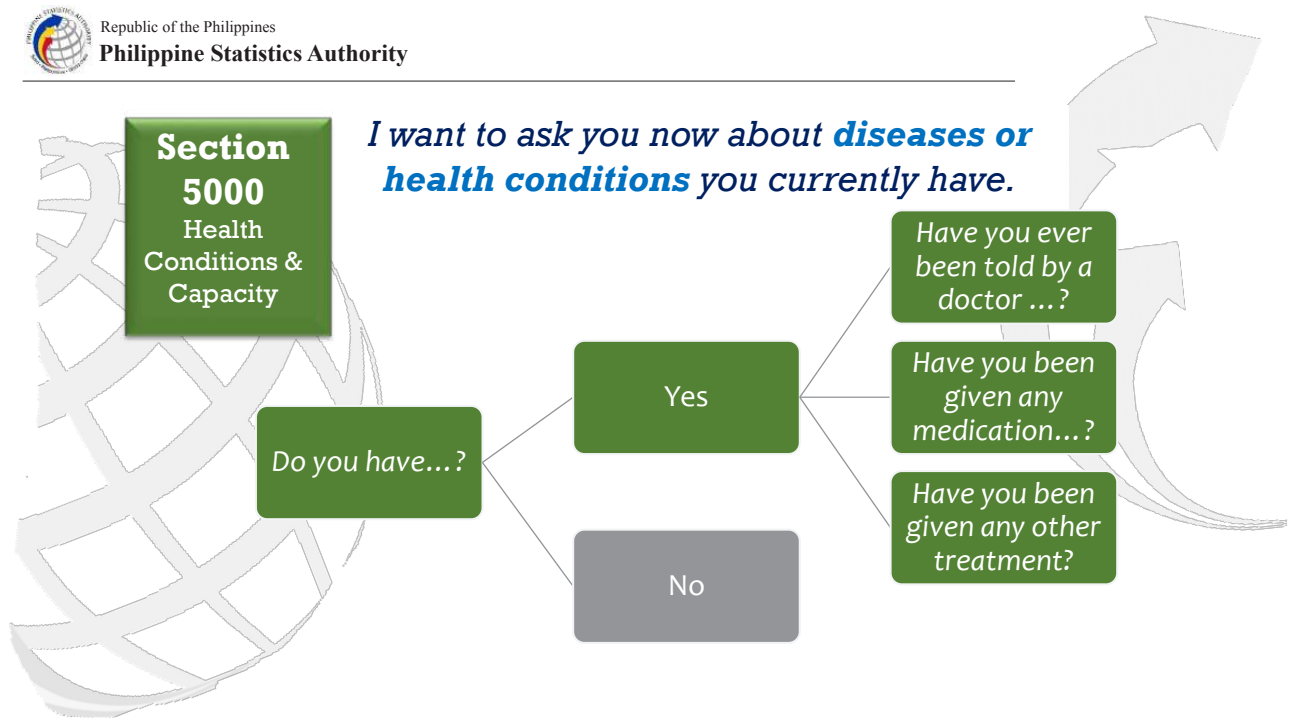 Republic of the Philippines
Philippine Statistics Authority
Section
5000
Health
Conditions &
Capacity
I want to ask you now about diseases or
health conditions you currently have.
Do you have...?
Yes
No
Have you ever
been told by a
doctor ...?
Have you been
given any
medication...?
Have you been
given any other
treatment?